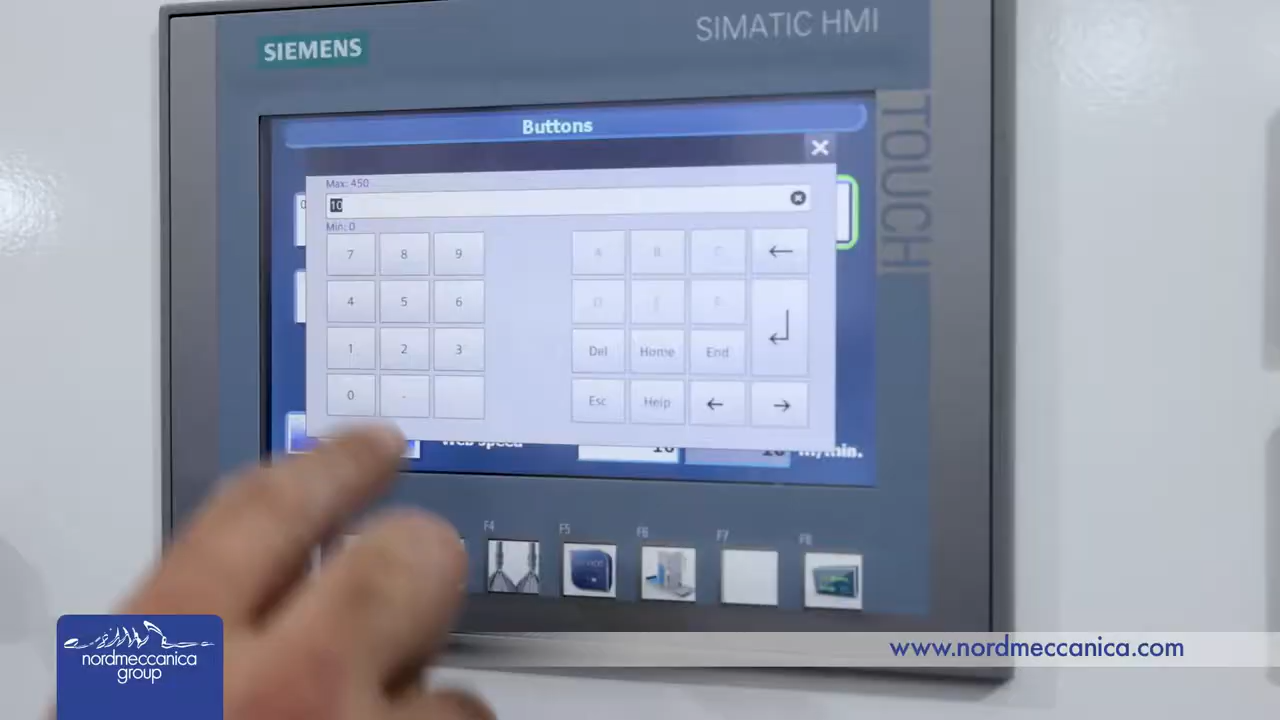 SIEMENS
SIMATIC HMI
TOUCH
Buttons
Max: 450
10
Min: 0
7 8 9
A B C
4 5 6
D E F
1 2 3
Del Home End
0 .
Esc Help
Web speed 10 10 m/min.
F4 F5 F6 F7 F8
service
www.nordmeccanica.com
nordmeccanica
group